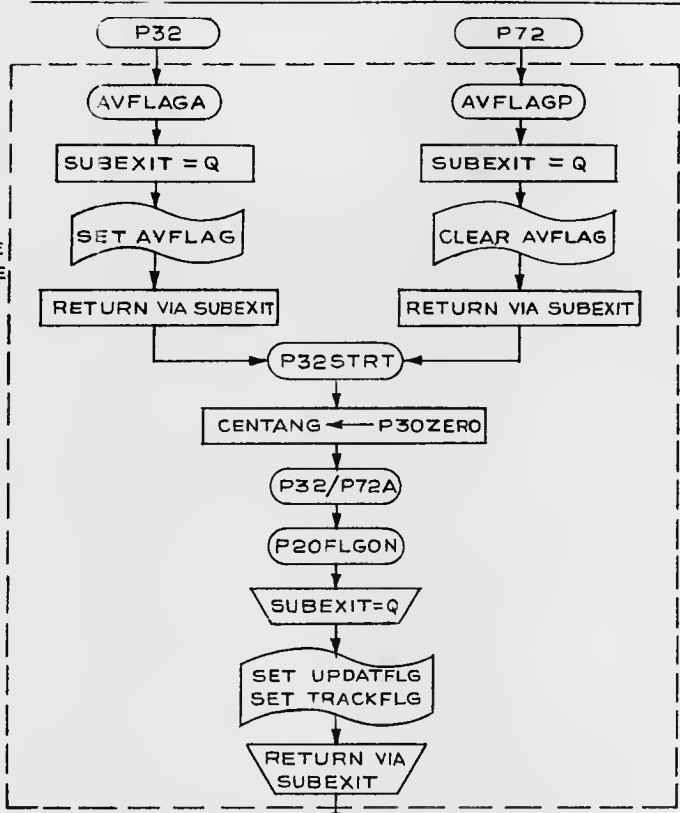 P32
P72
AVFLAGA
AVFLAGP
SUBEXIT = Q
SUBEXIT = Q
SET AVFLAG
CLEAR AVFLAG
RETURN VIA SUBEXIT
RETURN VIA SUBEXIT
P32STRT
CENTANG ← P30ZERO
P32/P72A
P20FLGON
SUBEXIT=Q
SET UPDATFLG
SET TRACKFLG
RETURN VIA
SUBEXIT